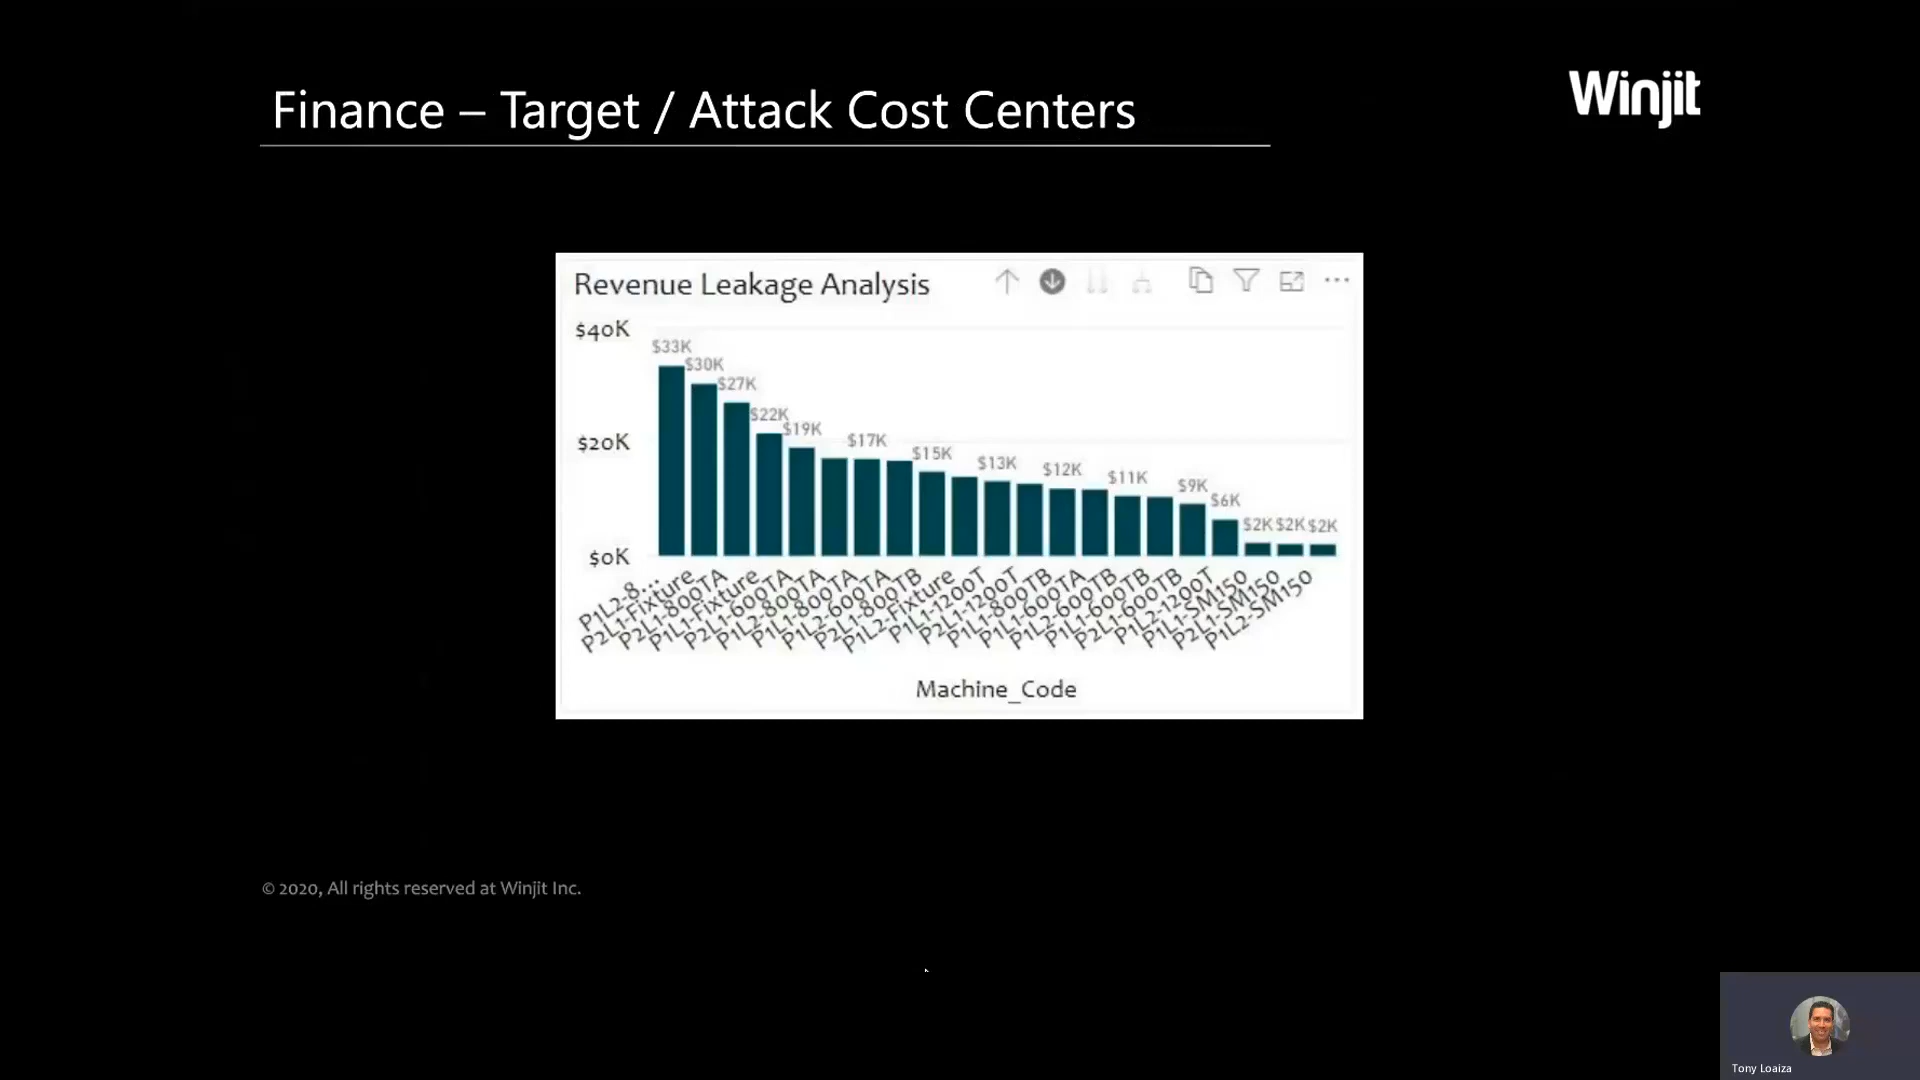 Finance – Target / Attack Cost Centers
Winjit
Revenue Leakage Analysis
$40K
$33K
$30K
$27K
$22K
$19K
$17K
$15K
$13K
$12K
$11K
$9K
$6K
$2K
$2K
$2K
$20K
$0K
P1L2-8...
P2L1-Fixture
P2L1-800TA
P1L1-Fixture
P2L1-600TA
P1L2-800TA
P1L1-800TA
P1L2-600TA
P2L1-800TB
P1L2-Fixture
P1L1-1200T
P2L1-1200T
P1L1-800TB
P1L1-600TA
P1L2-600TB
P1L1-600TB
P2L1-600TB
P1L2-1200T
P1L1-SM150
P2L1-SM150
P1L2-SM150
Machine_Code
© 2020, All rights reserved at Winjit Inc.
Tony Loaiza